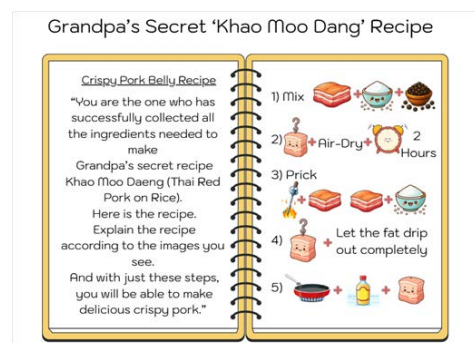 Grandpa's Secret 'Khao Moo Dang' Recipe
Crispy Pork Belly Recipe
"You are the one who has
successfully collected all
the ingredients needed to
make
Grandpa's secret recipe
Khao Moo Daeng (Thai Red
Pork on Rice).
Here is the recipe.
Explain the recipe
according to the images you
see.
And with just these steps,
you will be able to make
delicious crispy pork."
1) Mix + +
2) +Air-Dry+ 2
Hours
3) Prick
+ +
4) + Let the fat drip
out completely
5) + +